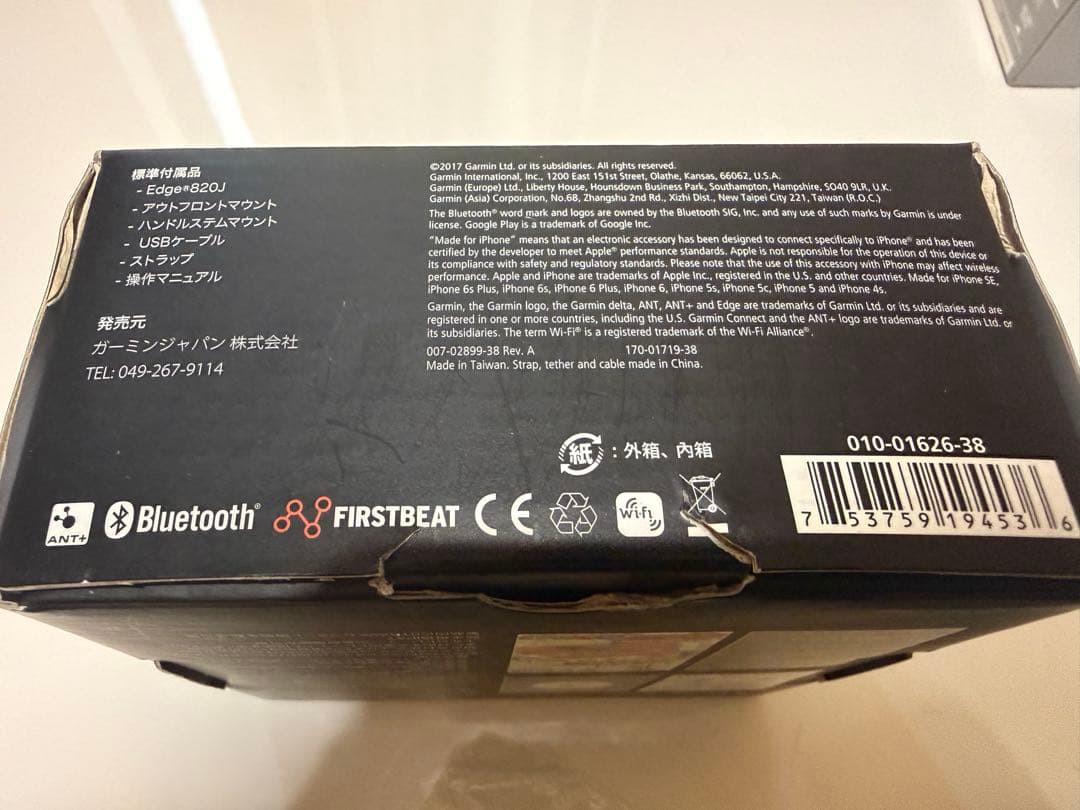 標準付属品
- Edge®820J
- アウトフロントマウント
- ハンドルステムマウント
- USBケーブル
- ストラップ
- 操作マニュアル
発売元
ガーミンジャパン 株式会社
TEL: 049-267-9114
©2017 Garmin Ltd. or its subsidiaries. All rights reserved.
Garmin International, Inc., 1200 East 151st Street, Olathe, Kansas, 66062, U.S.A.
Garmin (Europe) Ltd., Liberty House, Hounsdown Business Park, Southampton, Hampshire, SO40 9LR, U.K.
Garmin (Asia) Corporation, No.68, Zhangshu 2nd Rd., Xizhi Dist., New Taipei City 221, Taiwan (R.O.C.)
The Bluetooth® word mark and logos are owned by the Bluetooth SIG, Inc. and any use of such marks by Garmin is under
license. Google Play is a trademark of Google Inc.
"Made for iPhone" means that an electronic accessory has been designed to connect specifically to iPhone® and has been
certified by the developer to meet Apple® performance standards. Apple is not responsible for the operation of this device or
its compliance with safety and regulatory standards. Please note that the use of this accessory with iPhone may affect wireless
performance. Apple and iPhone are trademarks of Apple Inc., registered in the U.S. and other countries. Made for iPhone SE,
iPhone 6s Plus, iPhone 6s, iPhone 6 Plus, iPhone 6, iPhone 5s, iPhone 5c, iPhone 5 and iPhone 4s.
Garmin, the Garmin logo, the Garmin delta, ANT, ANT+ and Edge are trademarks of Garmin Ltd. or its subsidiaries and are
registered in one or more countries, including the U.S. Garmin Connect and the ANT+ logo are trademarks of Garmin Ltd. or
its subsidiaries. The term Wi-Fi® is a registered trademark of the Wi-Fi Alliance®.
007-02899-38 Rev. A 170-01719-38
Made in Taiwan. Strap, tether and cable made in China.
紙 : 外箱、内箱
010-01626-38
7 53759 19453 6
ANT+
Bluetooth®
FIRSTBEAT
CE
Wi-Fi